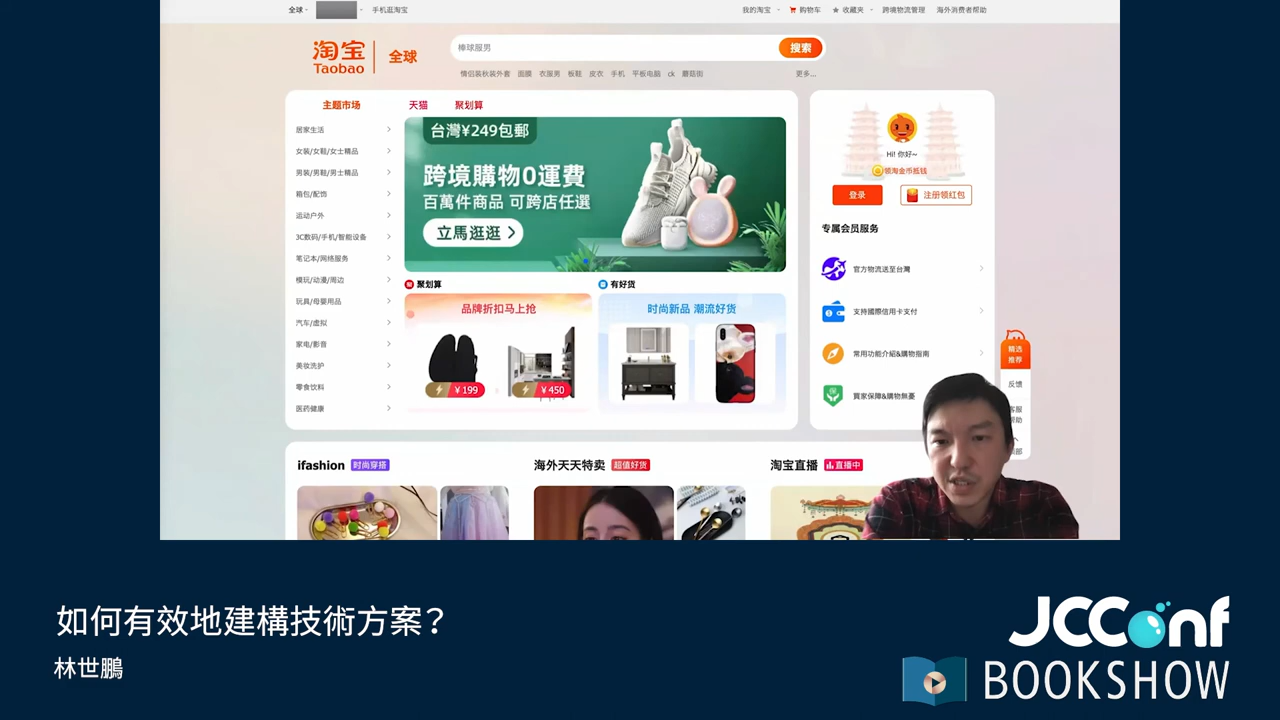 全球
手机逛淘宝
我的淘宝
购物车
收藏夹
跨境物流管理
海外消费者帮助
淘宝
Taobao
全球
棒球服男
搜索
情侣装秋装外套 面膜 衣服男 板鞋 皮衣 手机 平板电脑 ck 蘑菇街
更多...
主题市场
天猫
聚划算
居家生活
女装/女鞋/女士精品
男装/男鞋/男士精品
箱包/配饰
运动户外
3C数码/手机/智能设备
笔记本/网络服务
模玩/动漫/周边
玩具/母婴用品
汽车/虚拟
家电/影音
美妆洗护
零食饮料
医药健康
台灣¥249包郵
跨境購物0運費
百萬件商品 可跨店任選
立馬逛逛
聚划算
品牌折扣马上抢
¥ 199
¥ 450
有好货
时尚新品 潮流好货
Hi! 你好~
领淘金币抵钱
登录
注册领红包
专属会员服务
官方物流送至台灣
支持國際信用卡支付
常用功能介紹&購物指南
買家保障&購物無憂
精选
推荐
反馈
客服
帮助
ifashion
时尚穿搭
海外天天特卖
超值好货
淘宝直播
直播中
如何有效地建構技術方案？
林世鵬
JCConf
BOOKSHOW